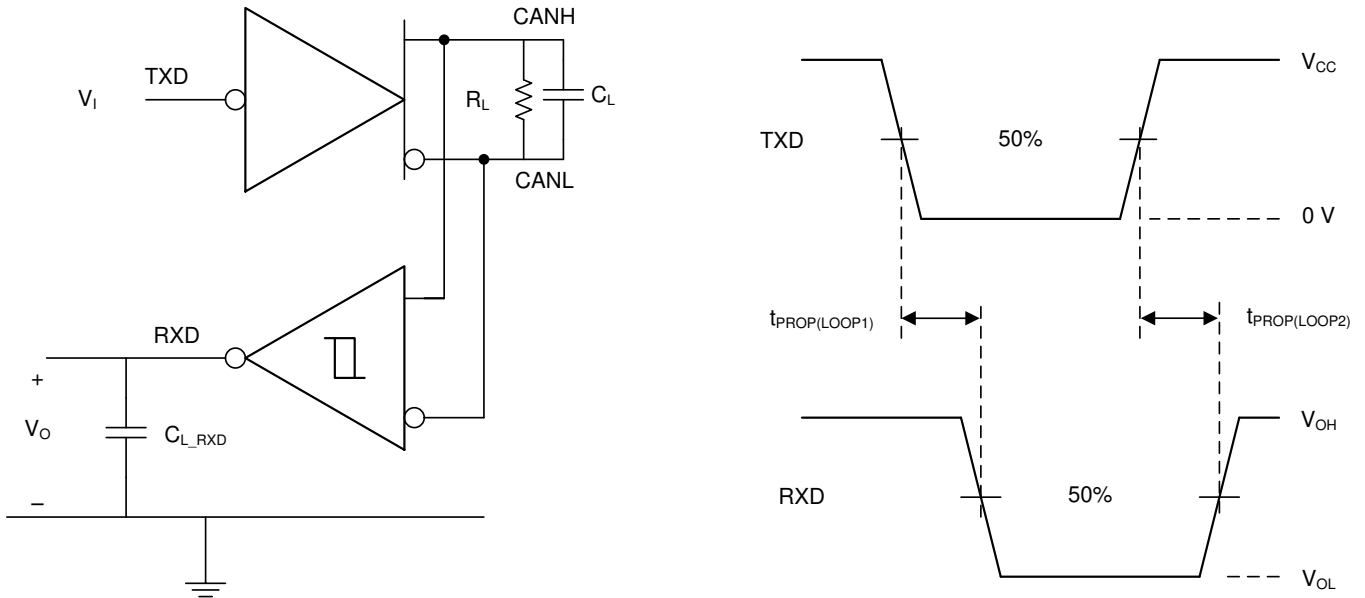 CANH
TXD
V_I
R_L
C_L
CANL
RXD
+
V_O
C_L_RXD
–
V_CC
TXD
50%
0 V
t_PROP(LOOP1)
t_PROP(LOOP2)
V_OH
RXD
50%
V_OL